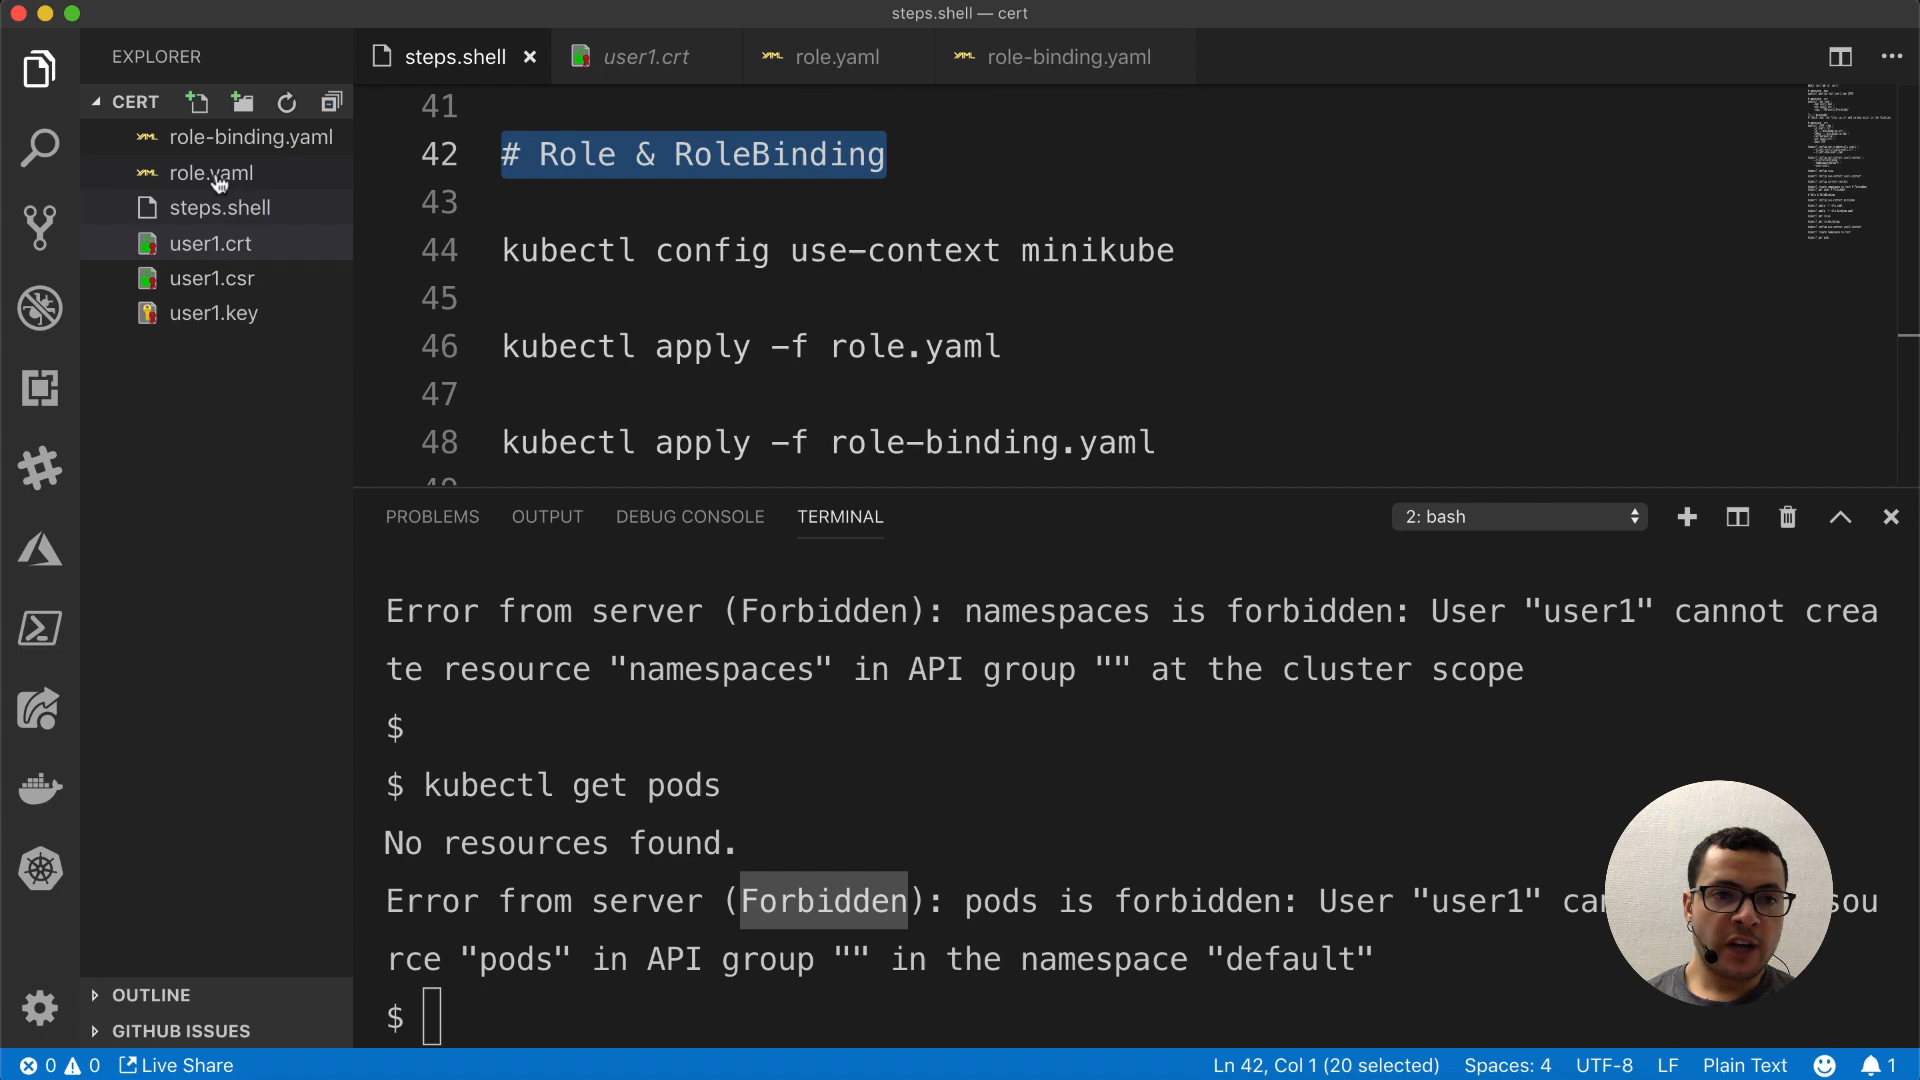 steps.shell — cert
EXPLORER
steps.shell
user1.crt
role.yaml
role-binding.yaml
CERT
role-binding.yaml
role.yaml
steps.shell
user1.crt
user1.csr
user1.key
41
42 # Role & RoleBinding
43
44 kubectl config use-context minikube
45
46 kubectl apply -f role.yaml
47
48 kubectl apply -f role-binding.yaml
49
PROBLEMS OUTPUT DEBUG CONSOLE TERMINAL 2: bash
Error from server (Forbidden): namespaces is forbidden: User "user1" cannot crea
te resource "namespaces" in API group "" at the cluster scope
$
$ kubectl get pods
No resources found.
Error from server (Forbidden): pods is forbidden: User "user1" sou
rce "pods" in API group "" in the namespace "default"
$
OUTLINE
GITHUB ISSUES
0 0 Live Share Ln 42, Col 1 (20 selected) Spaces: 4 UTF-8 LF Plain Text 1